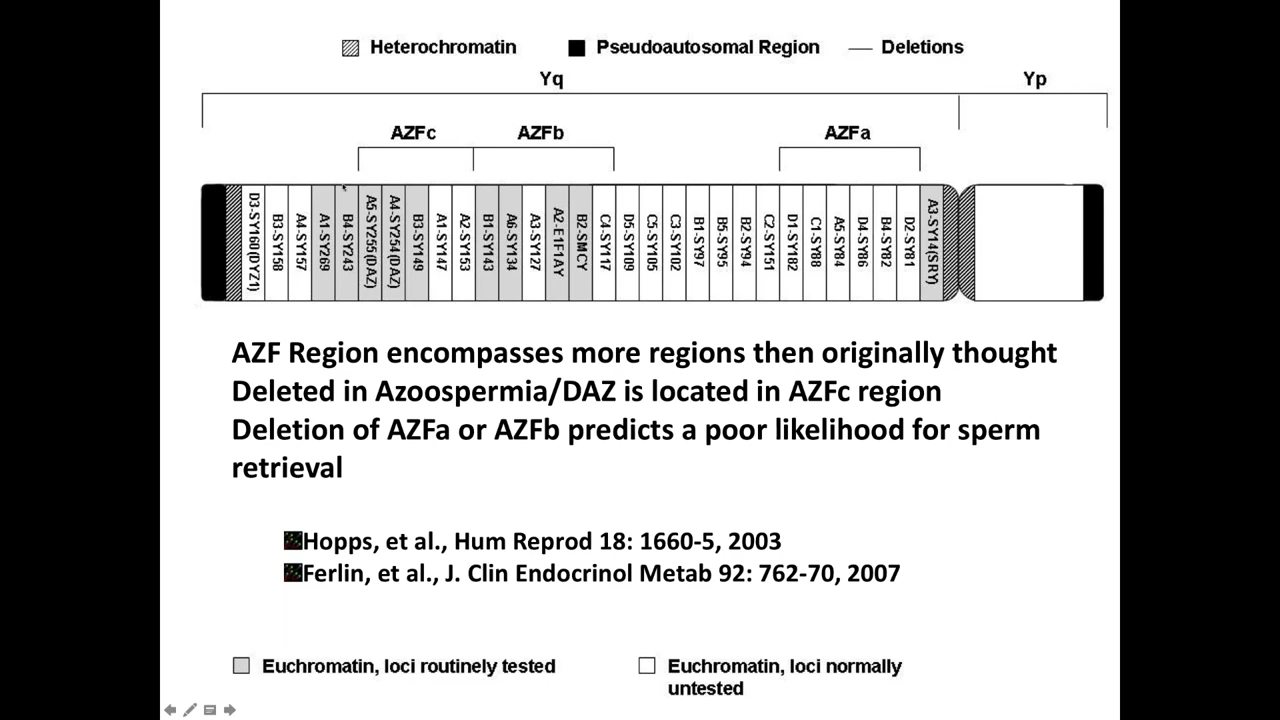 Heterochromatin Pseudoautosomal Region Deletions
Yq Yp
AZFc AZFb AZFa
D3-SY160(DYZ1)
B3-SY158
A4-SY157
A1-SY269
B4-SY243
A5-SY255(DAZ)
A4-SY254(DAZ)
B3-SY149
A1-SY147
A2-SY153
B1-SY143
A6-SY134
A3-SY127
A2-E1F1AY
B2-SMCY
C4-SY117
D5-SY109
C5-SY105
C3-SY102
B1-SY97
B5-SY95
B2-SY94
C2-SY151
D1-SY182
C1-SY88
A5-SY84
D4-SY86
B4-SY82
D2-SY81
A3-SY14(SRY)
AZF Region encompasses more regions then originally thought
Deleted in Azoospermia/DAZ is located in AZFc region
Deletion of AZFa or AZFb predicts a poor likelihood for sperm
retrieval
Hopps, et al., Hum Reprod 18: 1660-5, 2003
Ferlin, et al., J. Clin Endocrinol Metab 92: 762-70, 2007
Euchromatin, loci routinely tested
Euchromatin, loci normally
untested